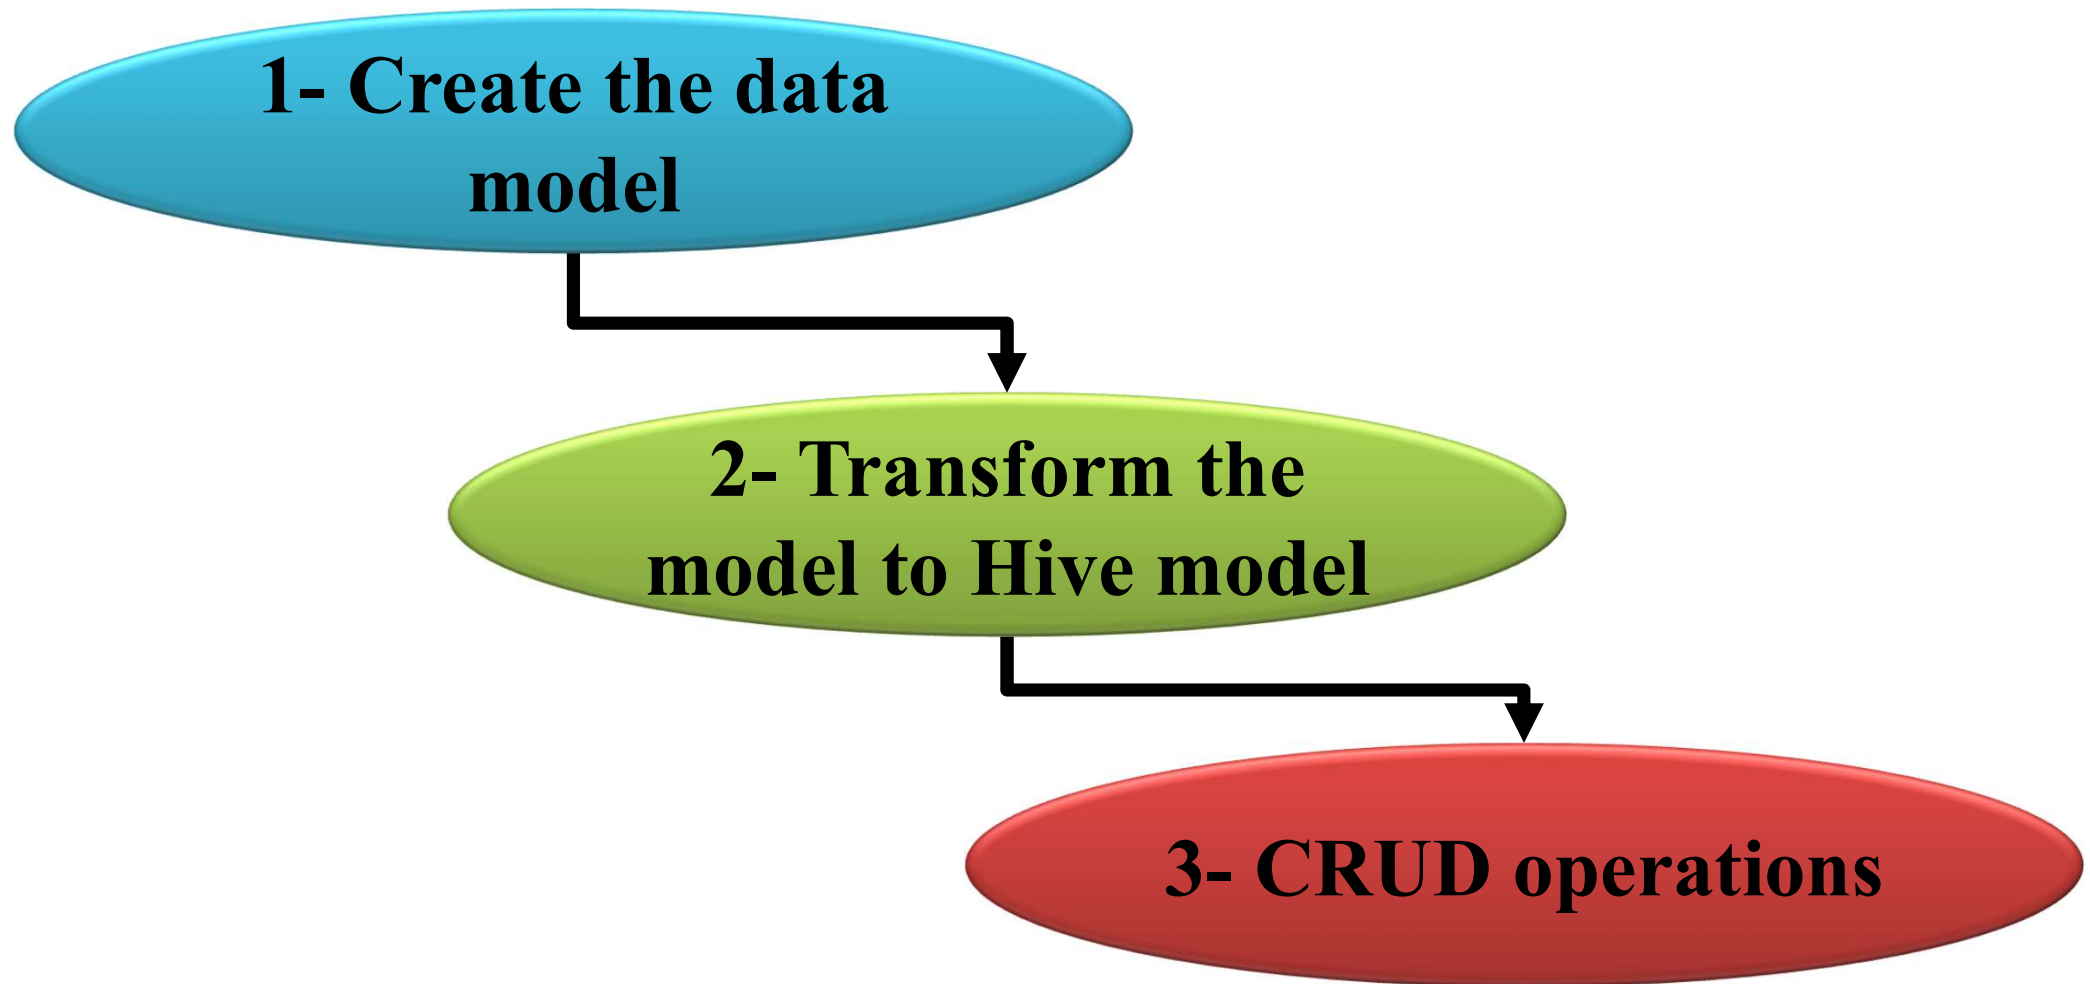 1- Create the data
model
2- Transform the
model to Hive model
3- CRUD operations